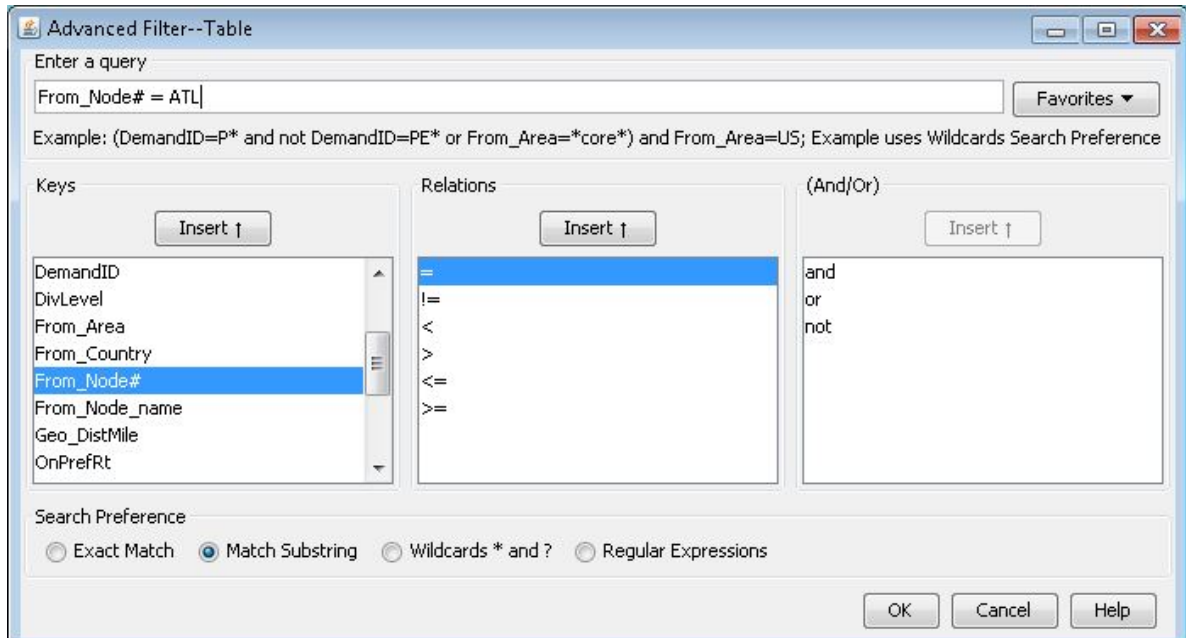 Advanced Filter--Table
Enter a query
From_Node# = ATL
Favorites ▼
Example: (DemandID=P* and not DemandID=PE* or From_Area=*core*) and From_Area=US; Example uses Wildcards Search Preference
Keys
Relations
(And/Or)
Insert ↑
Insert ↑
Insert ↑
DemandID
DivLevel
From_Area
From_Country
From_Node#
From_Node_name
Geo_DistMile
OnPrefRt
=
!=
<
>
<=
>=
and
or
not
Search Preference
Exact Match
Match Substring
Wildcards * and ?
Regular Expressions
OK
Cancel
Help